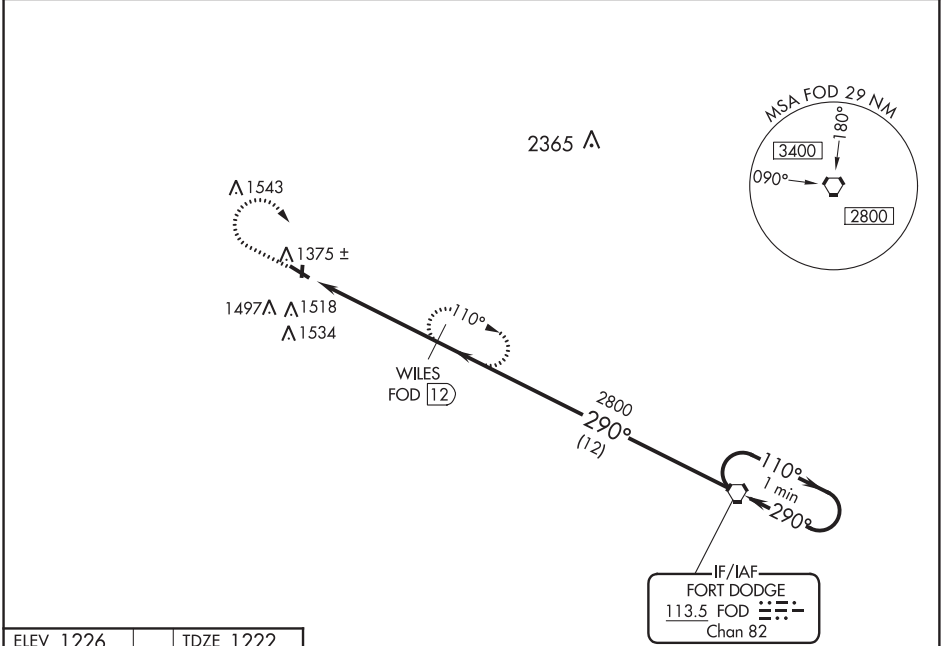 MSA FOD 29 NM
180°
3400
090°
2800
2365
1543
1375 ±
1497
1518
1534
110°
WILES
FOD 12
2800
290°
(12)
110°
1 min
290°
IF/IAF
FORT DODGE
113.5 FOD
Chan 82
ELEV 1226 TDZE 1222